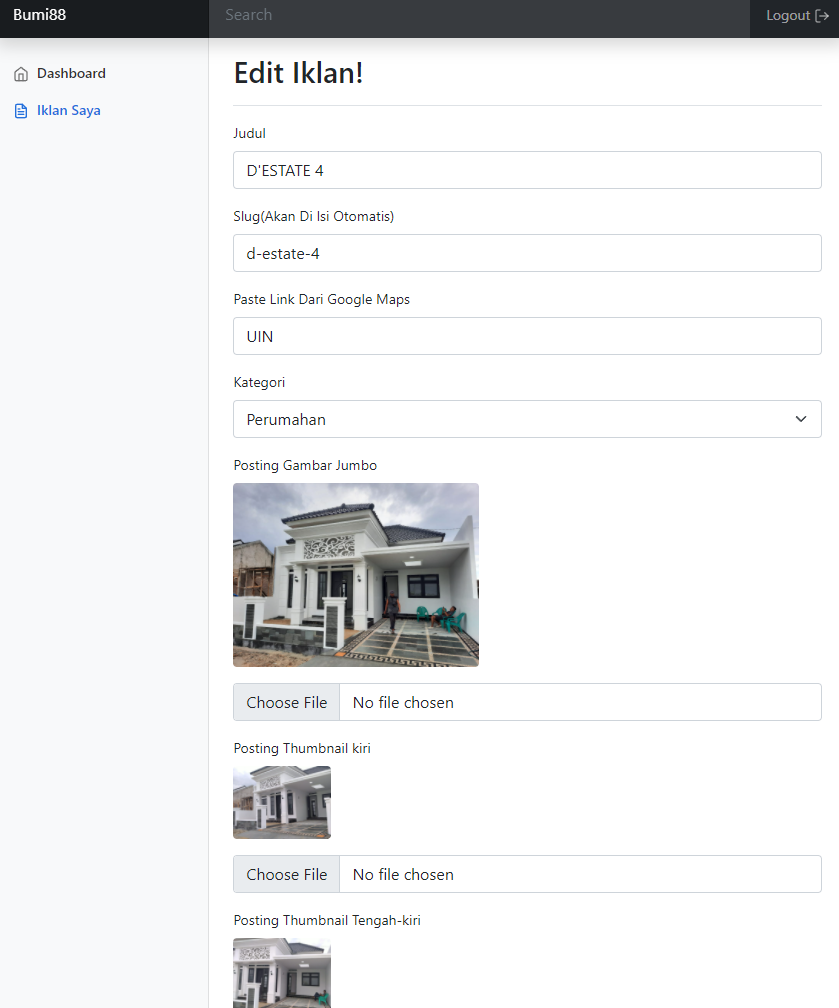 Bumi88
Search
Logout
Dashboard
Iklan Saya
Edit Iklan!
Judul
D'ESTATE 4
Slug(Akan Di Isi Otomatis)
d-estate-4
Paste Link Dari Google Maps
UIN
Kategori
Perumahan
Posting Gambar Jumbo
Choose File No file chosen
Posting Thumbnail kiri
Choose File No file chosen
Posting Thumbnail Tengah-kiri